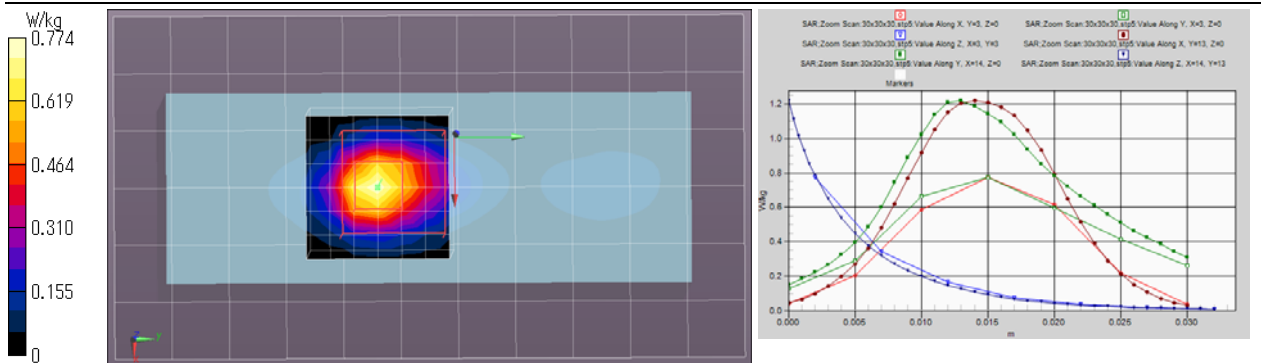 W/kg
0.774
0.619
0.464
0.310
0.155
0
z
y
SAR;Zoom Scan:30x30x30,stp5:Value Along X, Y=3, Z=0
SAR;Zoom Scan:30x30x30,stp5:Value Along Y, X=3, Z=0
SAR;Zoom Scan:30x30x30,stp5:Value Along Z, X=3, Y=3
SAR;Zoom Scan:30x30x30,stp5:Value Along X, Y=13, Z=0
SAR;Zoom Scan:30x30x30,stp5:Value Along Y, X=14, Z=0
SAR;Zoom Scan:30x30x30,stp5:Value Along Z, X=14, Y=13
Markers
W/kg
1.2
1.0
0.8
0.6
0.4
0.2
0.0
0.000 0.005 0.010 0.015 0.020 0.025 0.030
m